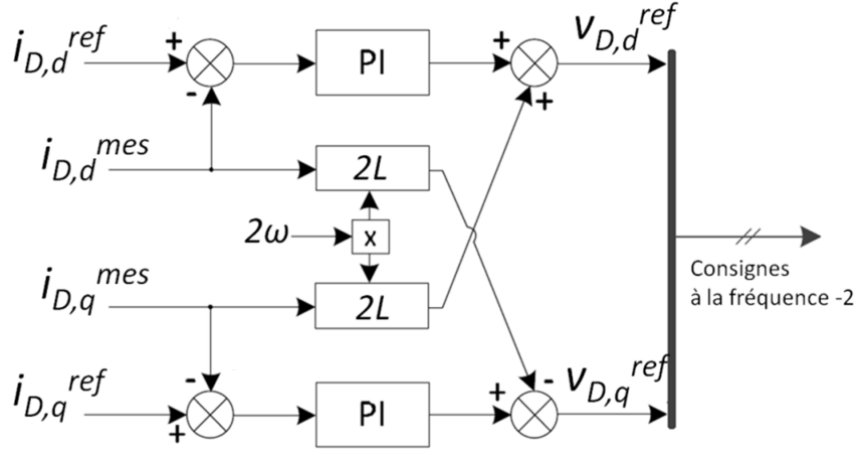 i_{D,d}^{ref} + - PI + + v_{D,d}^{ref}
i_{D,d}^{mes} 2L
2ω x
Consignes
à la fréquence -2
i_{D,q}^{mes} 2L
i_{D,q}^{ref} - + PI + - v_{D,q}^{ref}